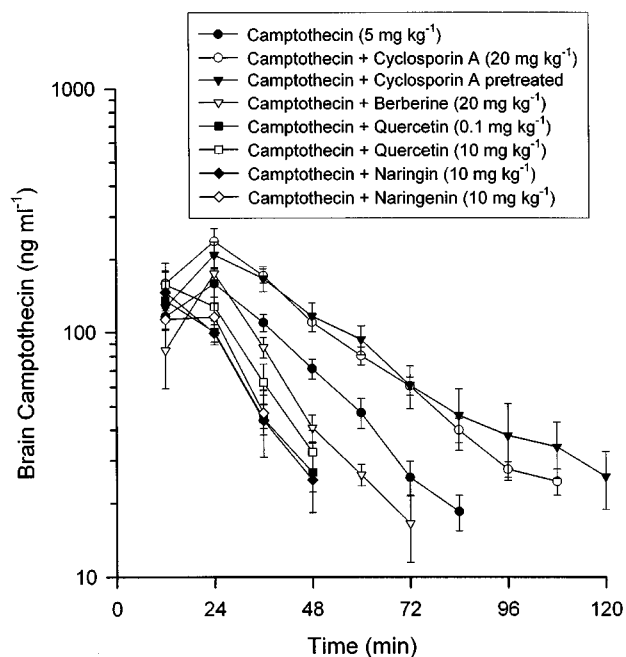 Camptothecin (5 mg kg⁻¹)
Camptothecin + Cyclosporin A (20 mg kg⁻¹)
Camptothecin + Cyclosporin A pretreated
Camptothecin + Berberine (20 mg kg⁻¹)
Camptothecin + Quercetin (0.1 mg kg⁻¹)
Camptothecin + Quercetin (10 mg kg⁻¹)
Camptothecin + Naringin (10 mg kg⁻¹)
Camptothecin + Naringenin (10 mg kg⁻¹)
1000
100
10
Brain Camptothecin (ng ml⁻¹)
0 24 48 72 96 120
Time (min)